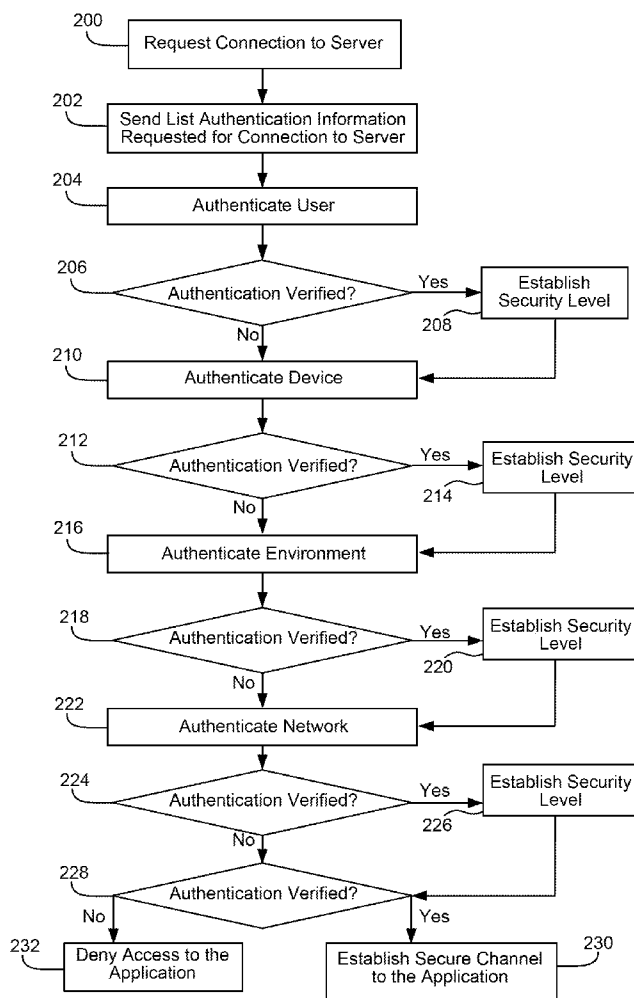 200
Request Connection to Server
202
Send List Authentication Information
Requested for Connection to Server
204
Authenticate User
206
Authentication Verified?
Yes
Establish
Security Level
208
No
210
Authenticate Device
212
Authentication Verified?
Yes
Establish Security
Level
214
No
216
Authenticate Environment
218
Authentication Verified?
Yes
Establish Security
Level
220
No
222
Authenticate Network
224
Authentication Verified?
Yes
Establish Security
Level
226
No
228
Authentication Verified?
No
Yes
232
Deny Access to the
Application
Establish Secure Channel
to the Application
230